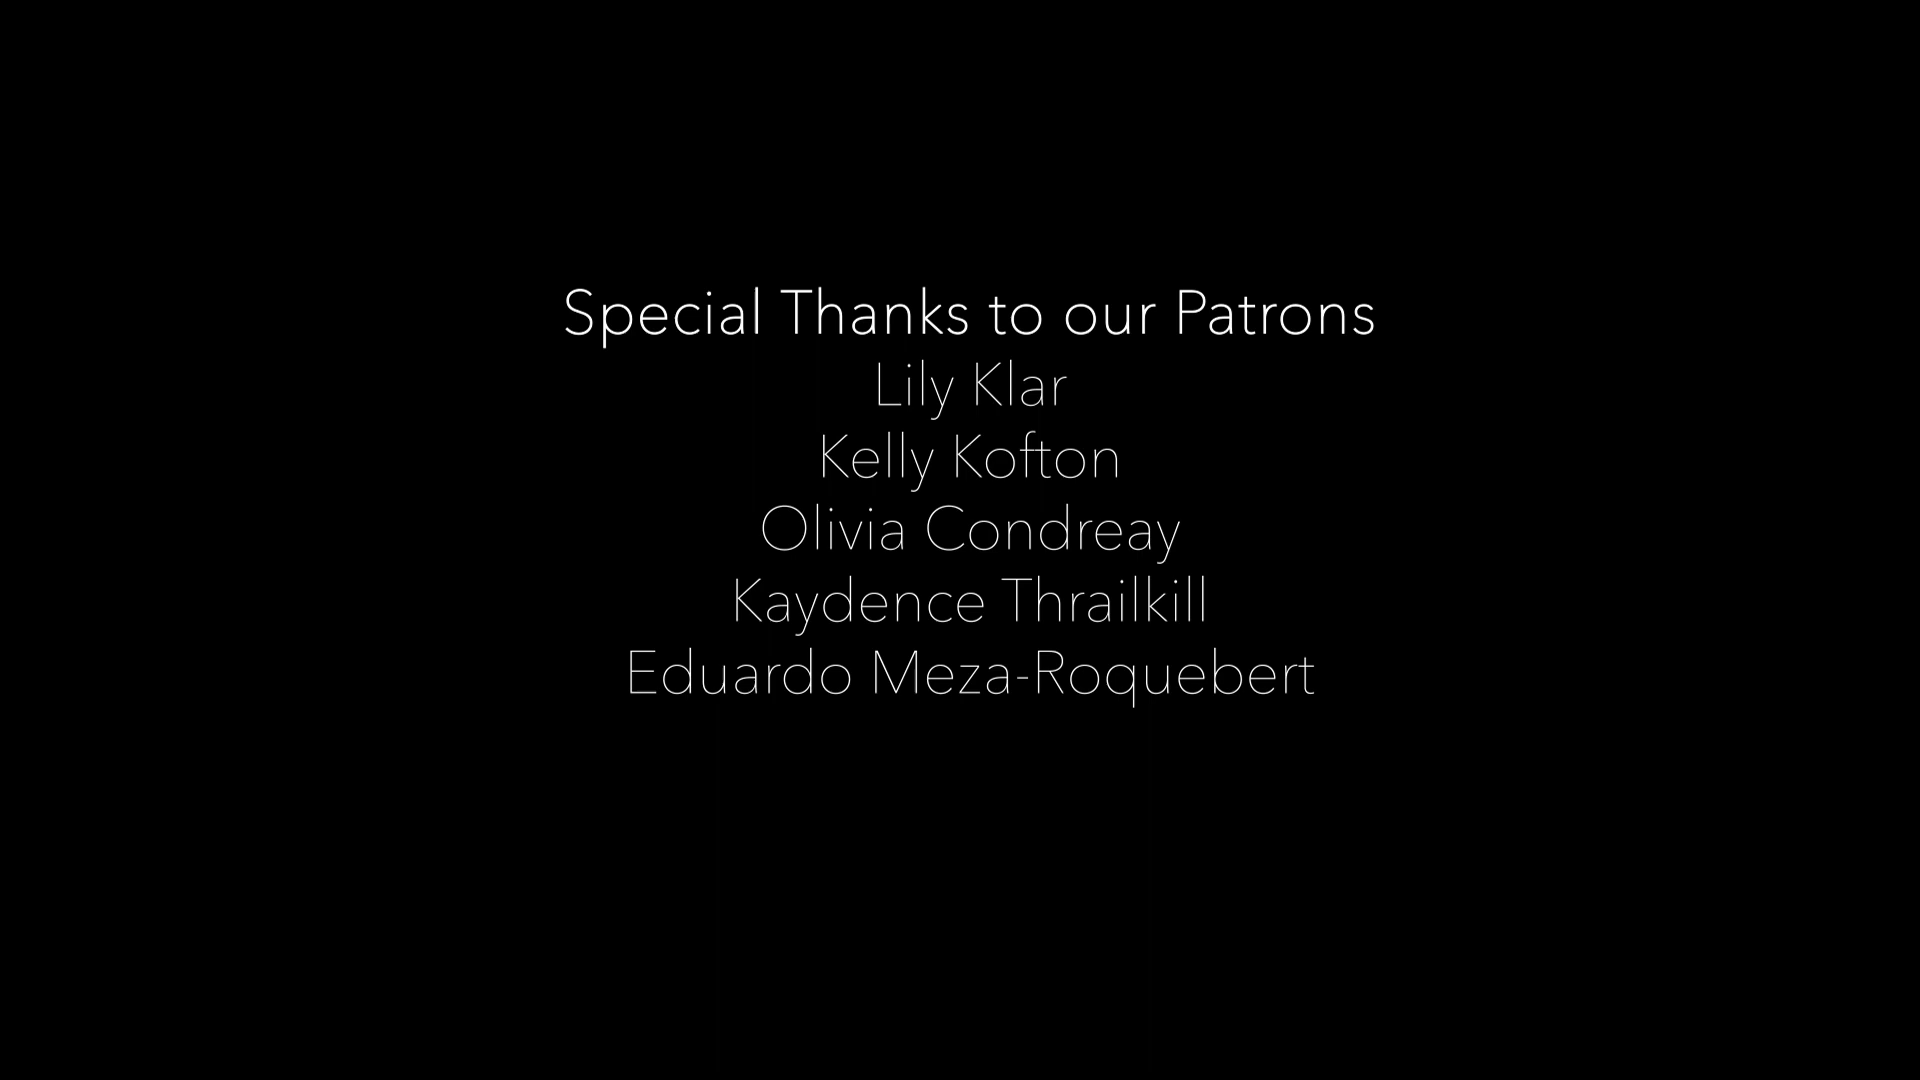 Special Thanks to our Patrons
Lily Klar
Kelly Kofton
Olivia Condreay
Kaydence Thrailkill
Eduardo Meza-Roquebert